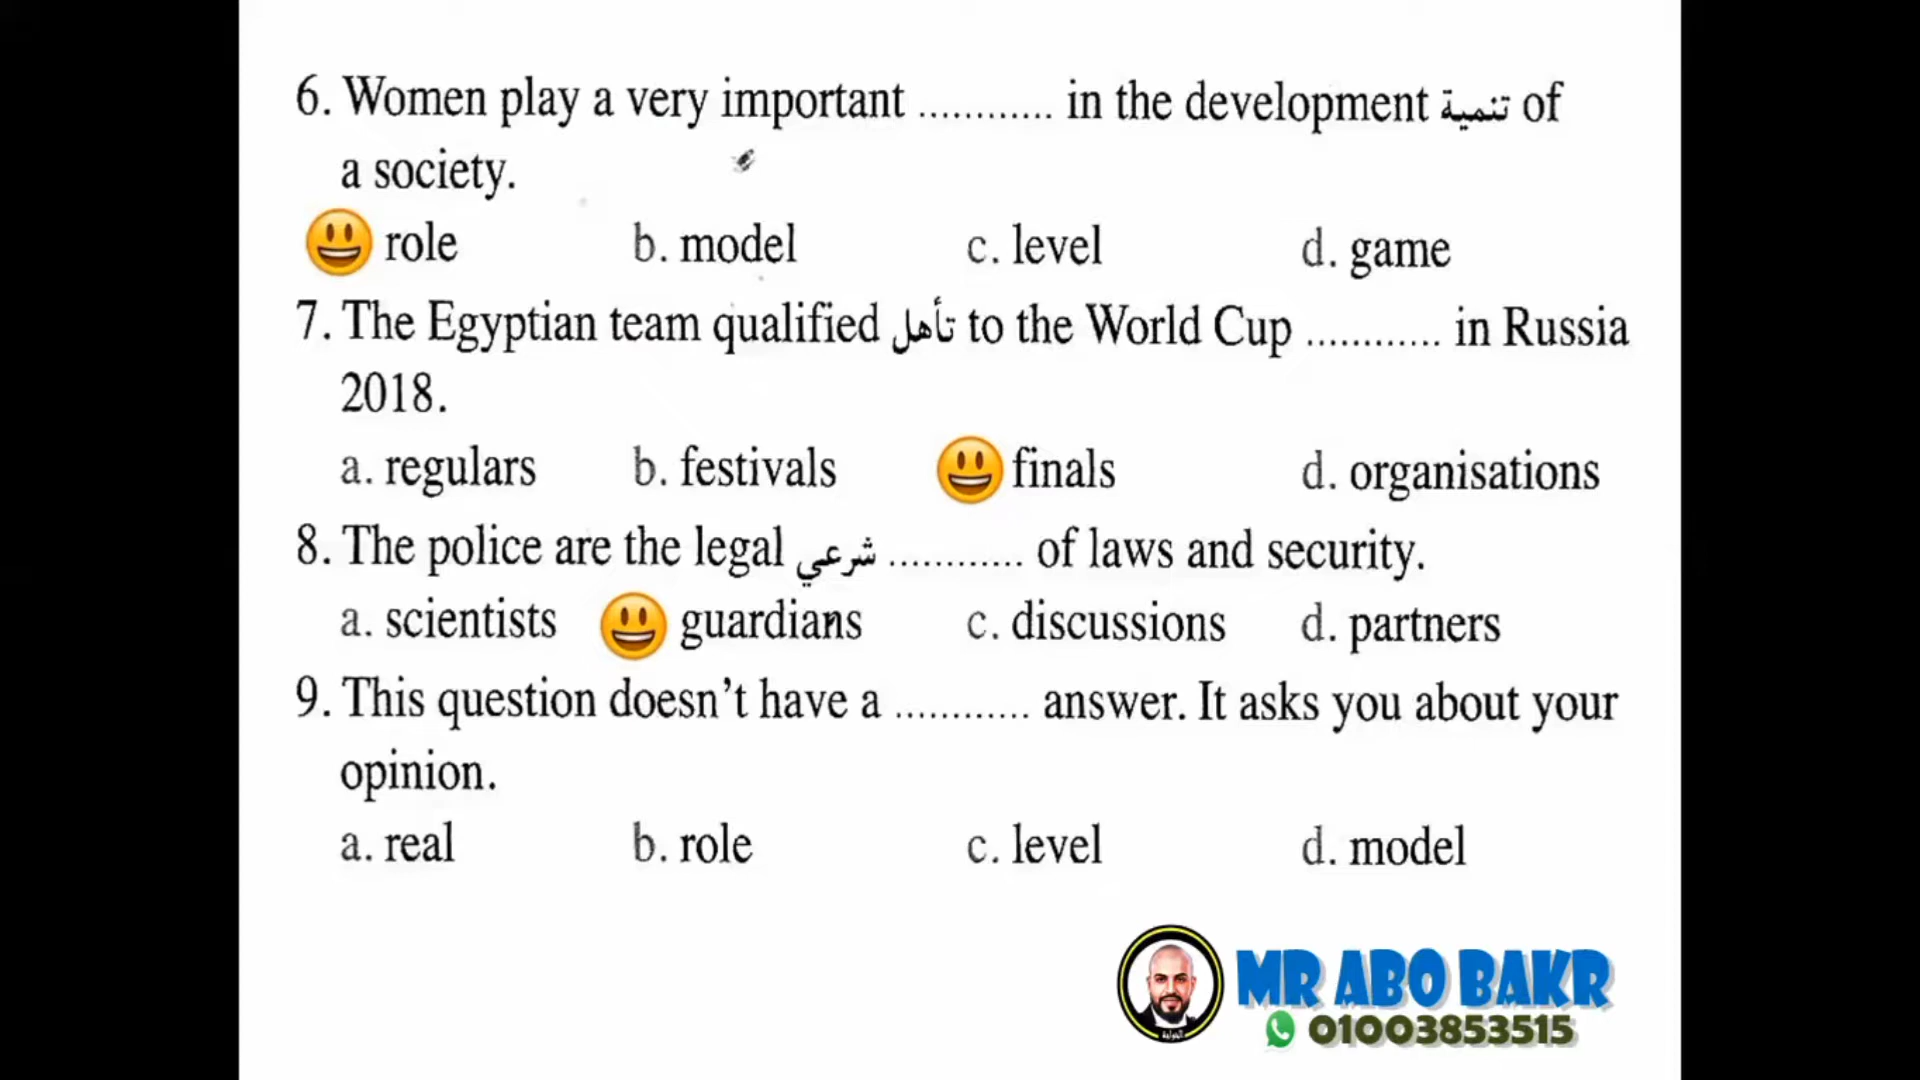 6. Women play a very important ............ in the development تنمية of
a society.
role b. model c. level d. game
7. The Egyptian team qualified تأهل to the World Cup ............ in Russia
2018.
a. regulars b. festivals finals d. organisations
8. The police are the legal شرعي ............ of laws and security.
a. scientists guardians c. discussions d. partners
9. This question doesn’t have a ............ answer. It asks you about your
opinion.
a. real b. role c. level d. model
MR ABO BAKR
01003853515